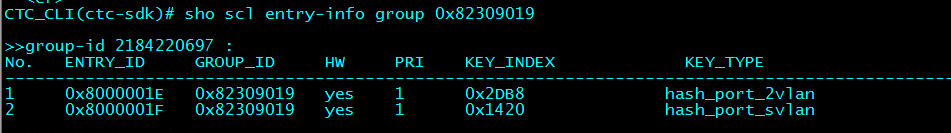 CTC_CLI(ctc-sdk)# sho scl entry-info group 0x82309019
>>group-id 2184220697 :
No. ENTRY_ID GROUP_ID HW PRI KEY_INDEX KEY_TYPE
1 0x8000001E 0x82309019 yes 1 0x2DB8 hash_port_2vlan
2 0x8000001F 0x82309019 yes 1 0x1420 hash_port_svlan